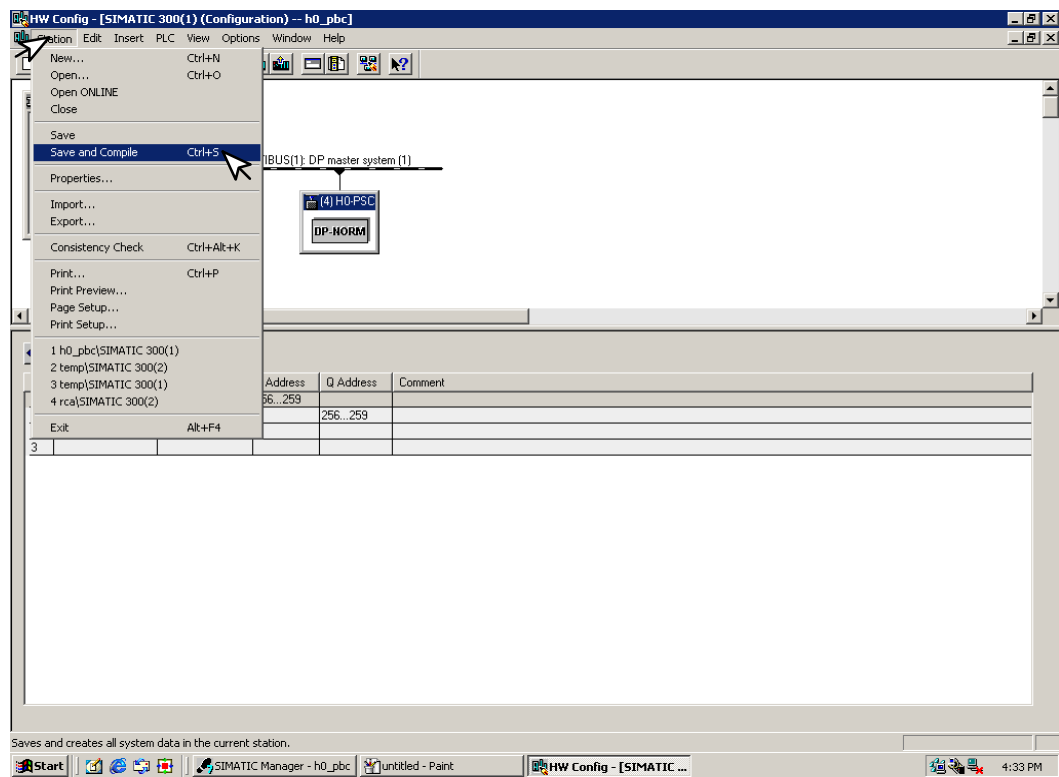 HW Config - [SIMATIC 300(1) (Configuration) -- h0_pbc]
Station Edit Insert PLC View Options Window Help
New... Ctrl+N
Open... Ctrl+O
Open ONLINE
Close
Save
Save and Compile Ctrl+S
Properties...
Import...
Export...
Consistency Check Ctrl+Alt+K
Print... Ctrl+P
Print Preview...
Page Setup...
Print Setup...
1 h0_pbc\SIMATIC 300(1)
2 temp\SIMATIC 300(2)
3 temp\SIMATIC 300(1)
4 rca\SIMATIC 300(2)
Exit Alt+F4
IBUS(1): DP master system (1)
(4) H0-PSC
DP-NORM
Address Q Address Comment
56...259
256...259
3
Saves and creates all system data in the current station.
Start SIMATIC Manager - h0_pbc untitled - Paint HW Config - [SIMATIC ... 4:33 PM